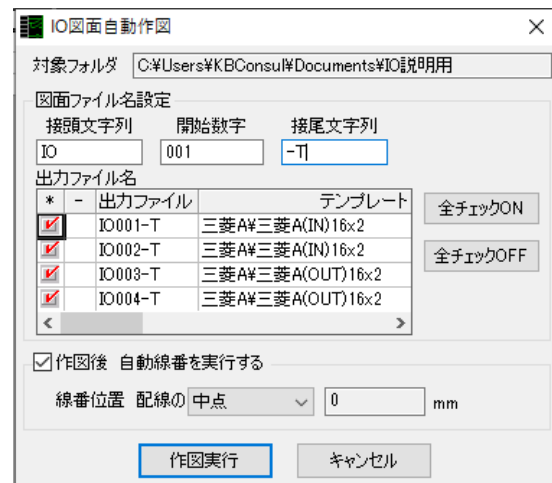 IO図面自動作図
対象フォルダ C:¥Users¥KBConsul¥Documents¥IO説明用
図面ファイル名設定
接頭文字列 開始数字 接尾文字列
IO 001 -T
出力ファイル名
* - 出力ファイル テンプレート
IO001-T 三菱A¥三菱A(IN)16x2
IO002-T 三菱A¥三菱A(IN)16x2
IO003-T 三菱A¥三菱A(OUT)16x2
IO004-T 三菱A¥三菱A(OUT)16x2
全チェックON
全チェックOFF
作図後 自動線番を実行する
線番位置 配線の 中点 0 mm
作図実行 キャンセル